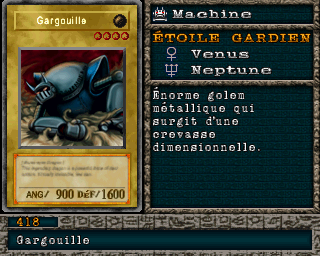 Gargouille
Machine
ÉTOILE GARDIEN
Venus
Neptune
Énorme golem
métallique qui
surgit d'une
crevasse
dimensionnelle.
ANG/ 900 DÉF/1600
418
Gargouille